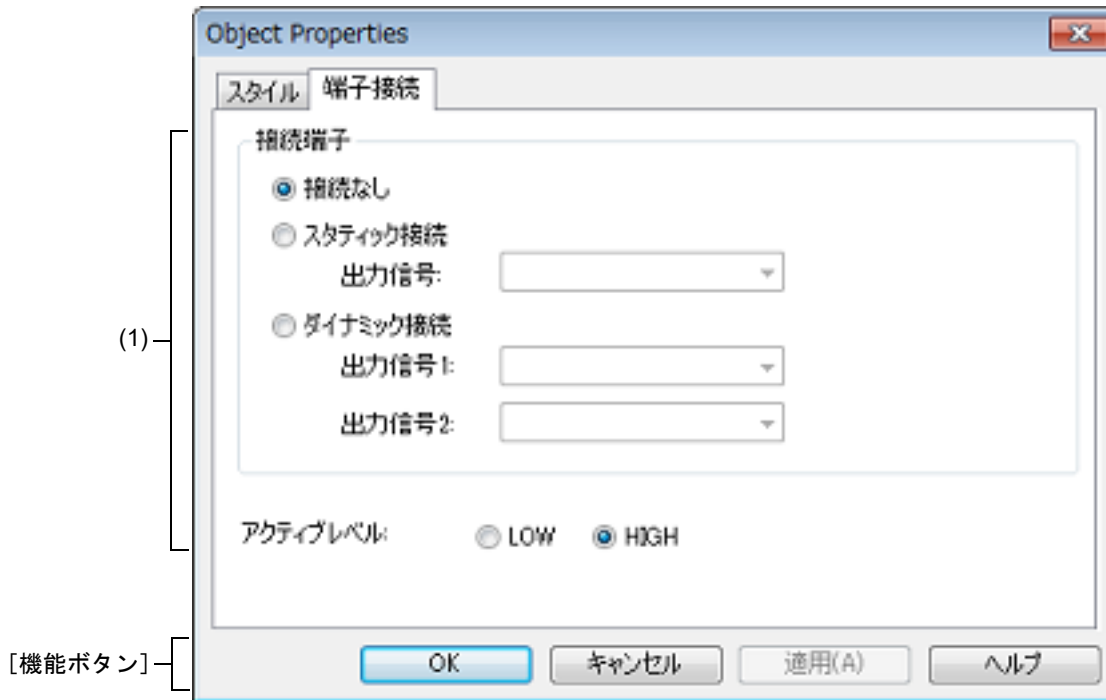 Object Properties
スタイル 端子接続
接続端子
接続なし
スタティック接続
出力信号:
ダイナミック接続
(1)
出力信号1:
出力信号2:
アクティブレベル: LOW HIGH
[機能ボタン] OK キャンセル 適用(A) ヘルプ